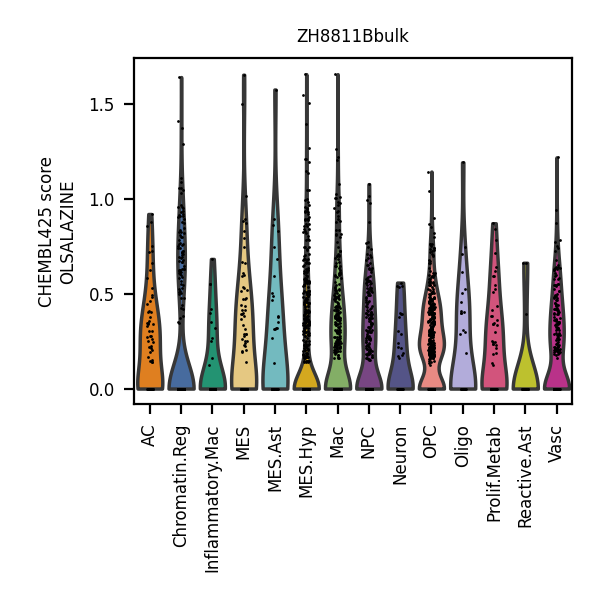 ZH8811Bbulk
CHEMBL425 score
OLSALAZINE
1.5
1.0
0.5
0.0
AC
Chromatin.Reg
Inflammatory.Mac
MES
MES.Ast
MES.Hyp
Mac
NPC
Neuron
OPC
Oligo
Prolif.Metab
Reactive.Ast
Vasc